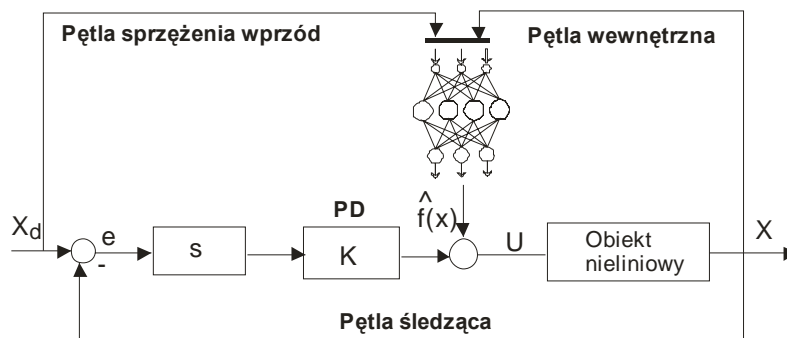 Pętla sprzężenia wprzód
Pętla wewnętrzna
X_d
e
-
s
PD
K
^
f(x)
U
Obiekt
nieliniowy
X
Pętla śledząca